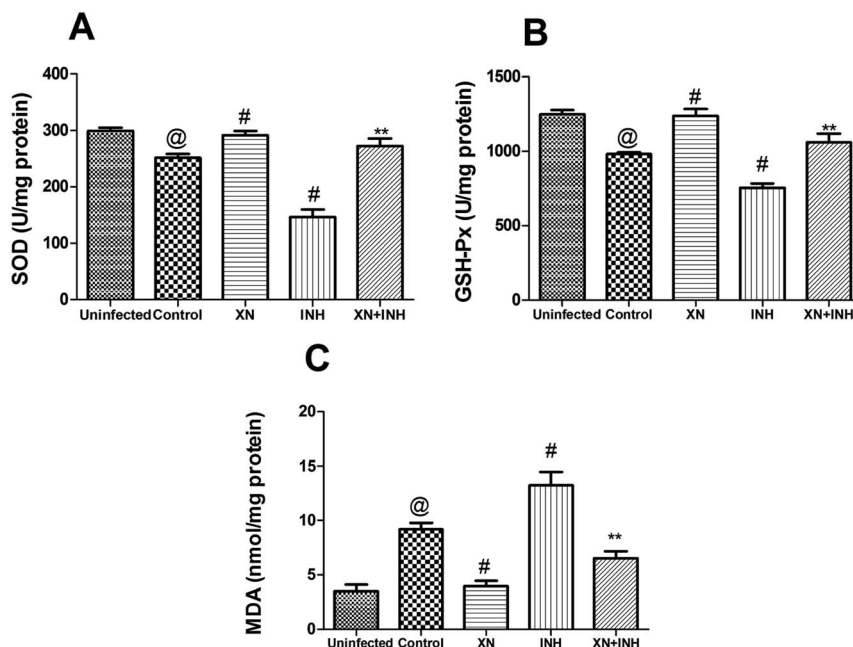 A
SOD (U/mg protein)
400
300
200
100
0
@
#
#
**
Uninfected Control XN INH XN+INH
B
GSH-Px (U/mg protein)
1500
1000
500
0
@
#
#
**
Uninfected Control XN INH XN+INH
C
MDA (nmol/mg protein)
20
15
10
5
0
@
#
#
**
Uninfected Control XN INH XN+INH